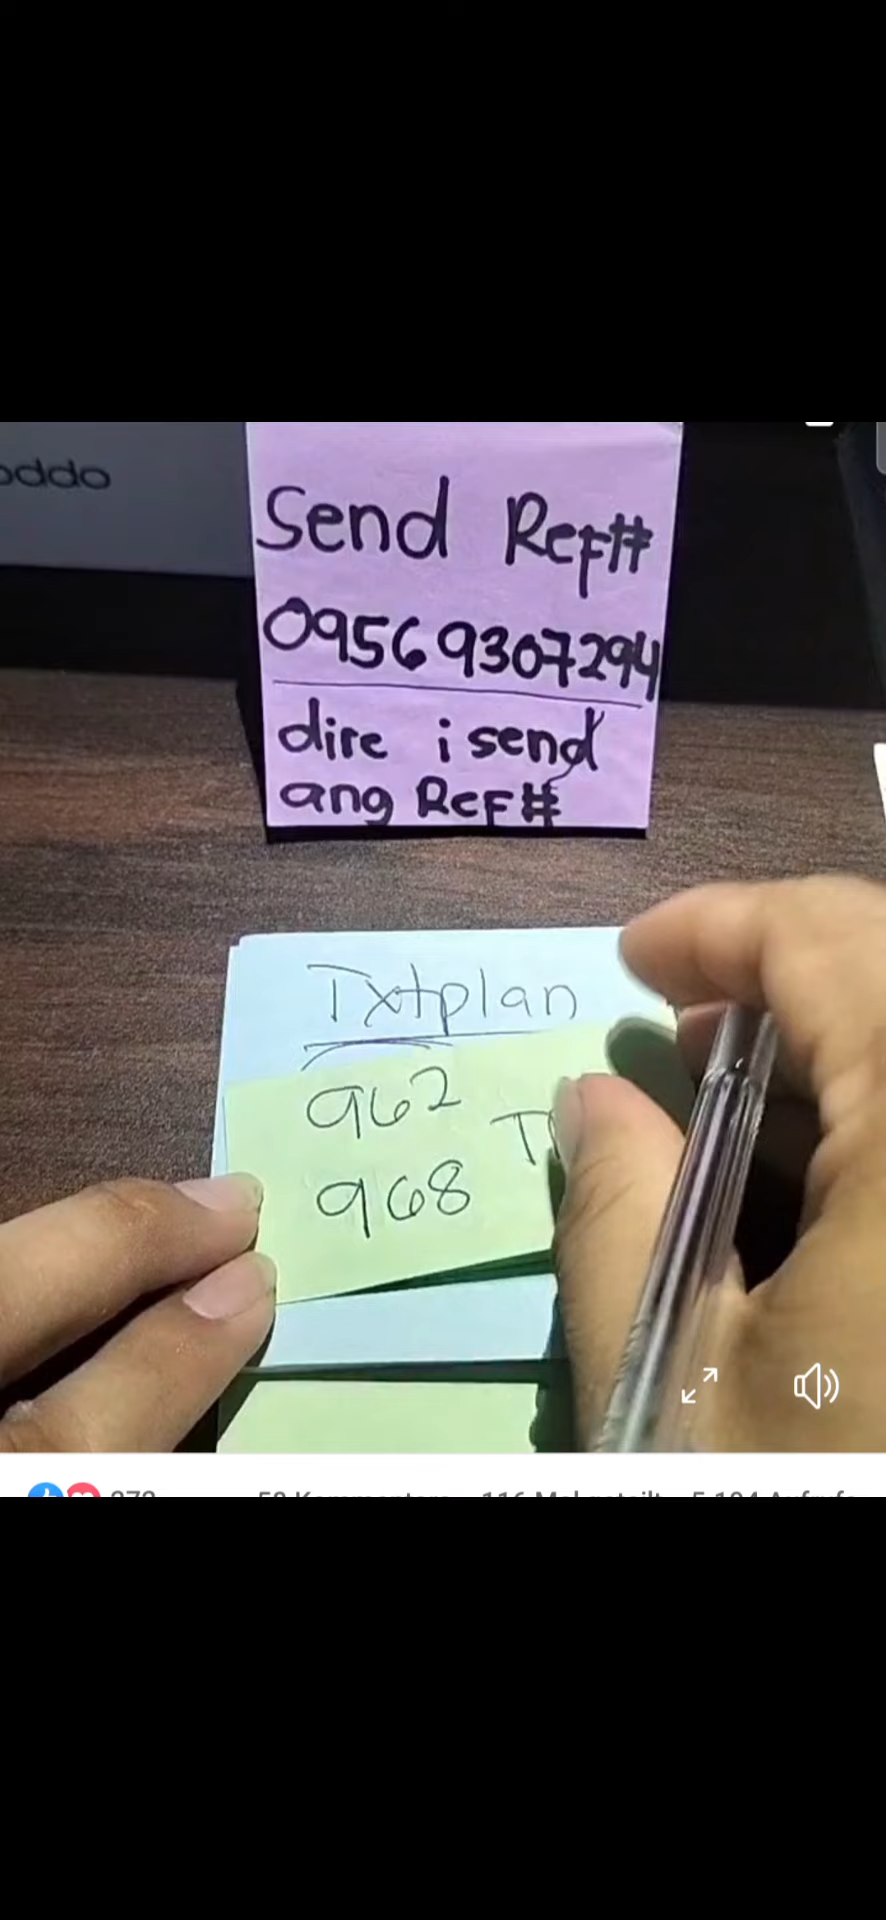 oddo
Send Ref#
09569307294
dire i send
ang Ref#
Txtplan
962
968